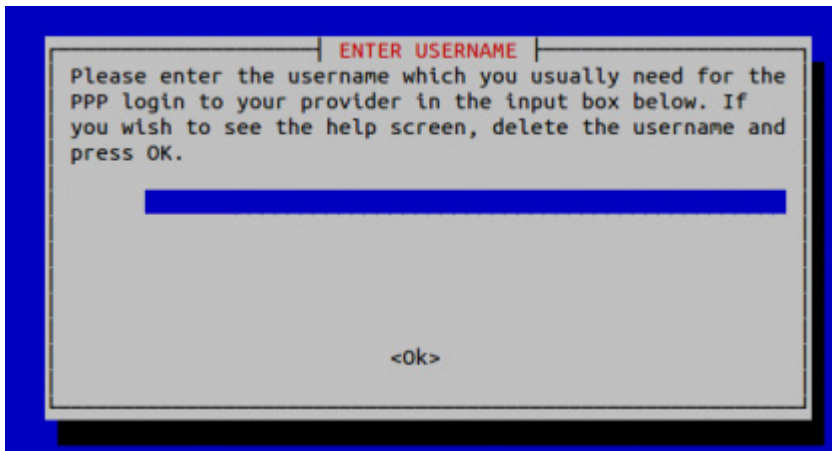 ENTER USERNAME
Please enter the username which you usually need for the
PPP login to your provider in the input box below. If
you wish to see the help screen, delete the username and
press OK.
<Ok>